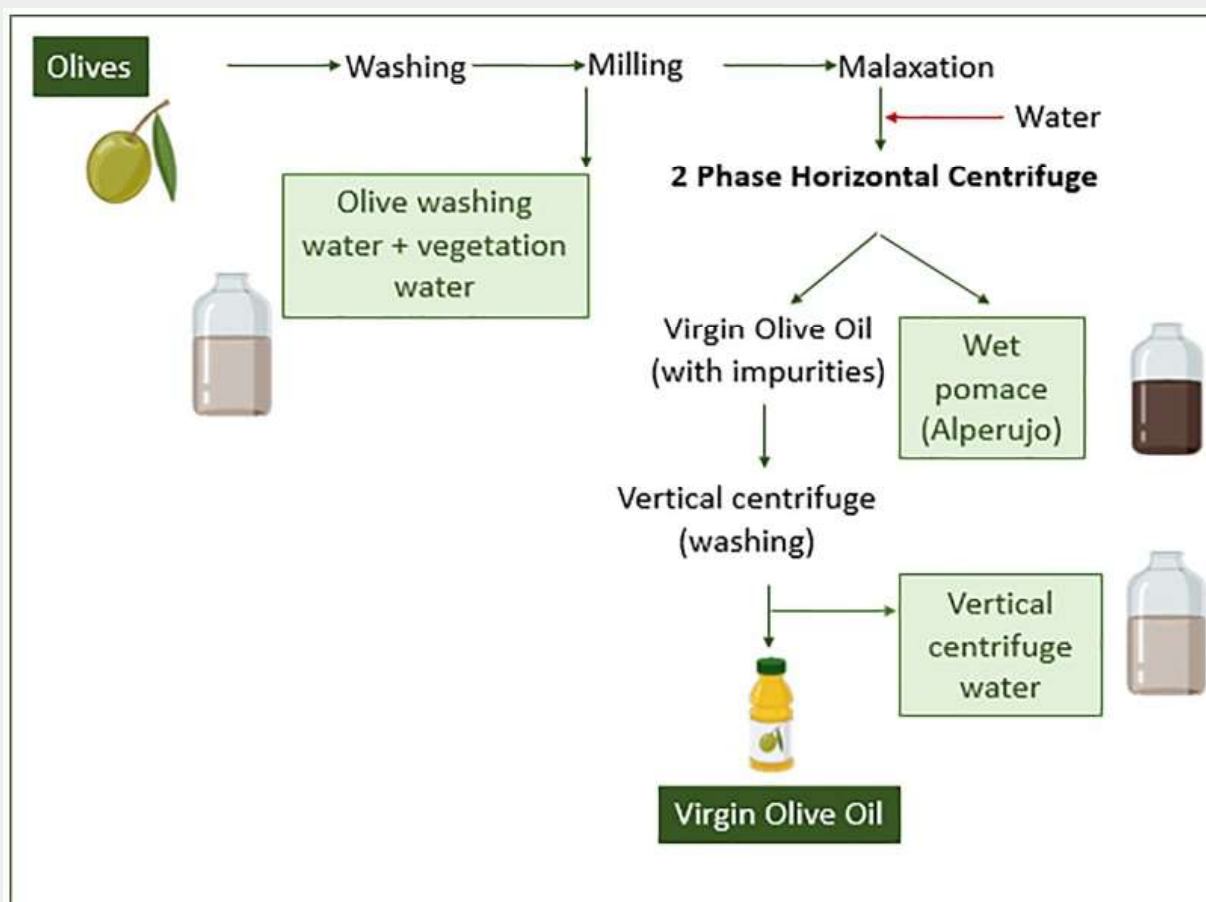 Olives
Washing
Milling
Malaxation
Water
2 Phase Horizontal Centrifuge
Olive washing
water + vegetation
water
Virgin Olive Oil
(with impurities)
Wet
pomace
(Alperujo)
Vertical centrifuge
(washing)
Vertical
centrifuge
water
Virgin Olive Oil